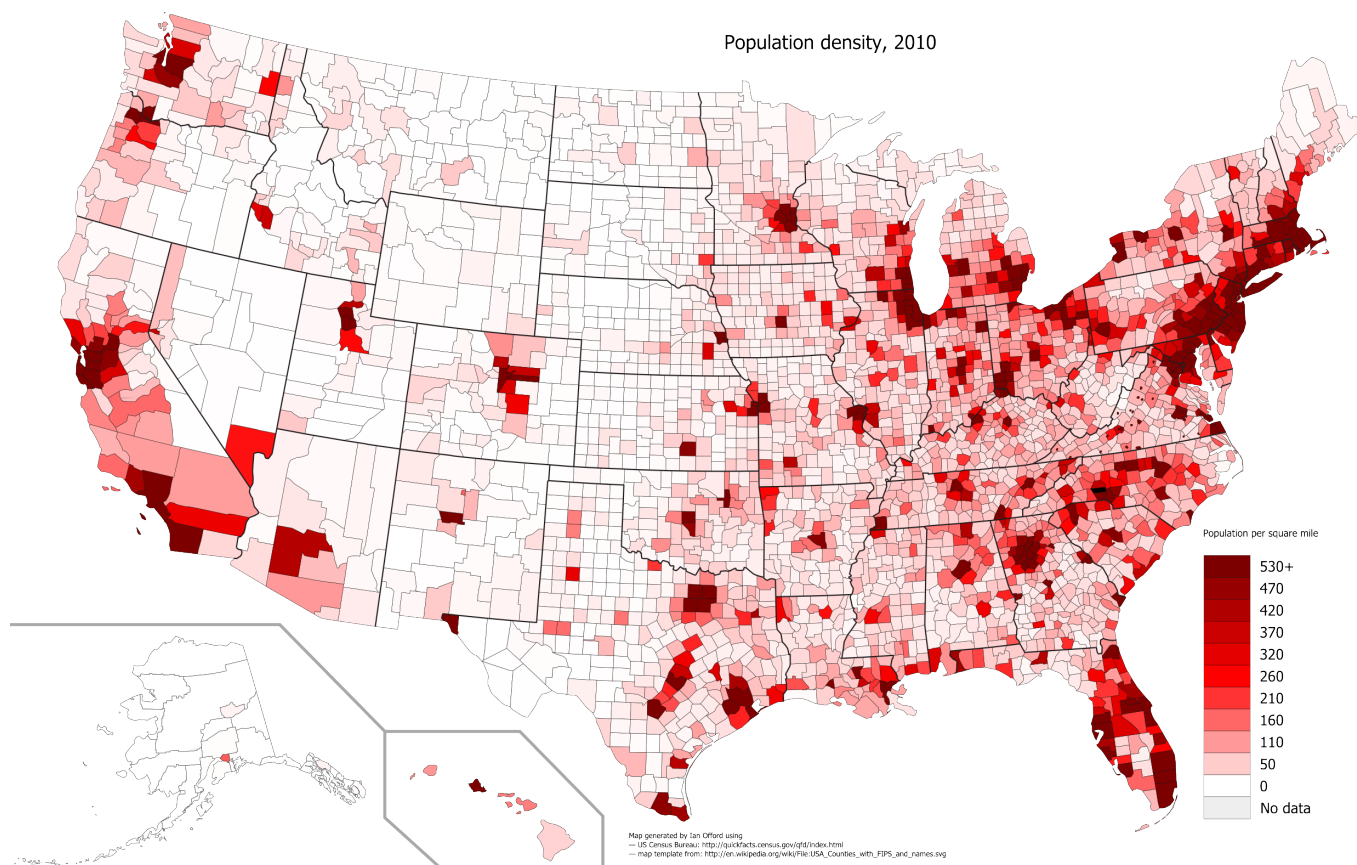 Population density, 2010
Population per square mile
530+
470
420
370
320
260
210
160
110
50
0
No data
Map generated by Ian Offord using
— US Census Bureau: http://quickfacts.census.gov/qfd/index.html
— map template from: http://en.wikipedia.org/wiki/File:USA_Counties_with_FIPS_and_names.svg